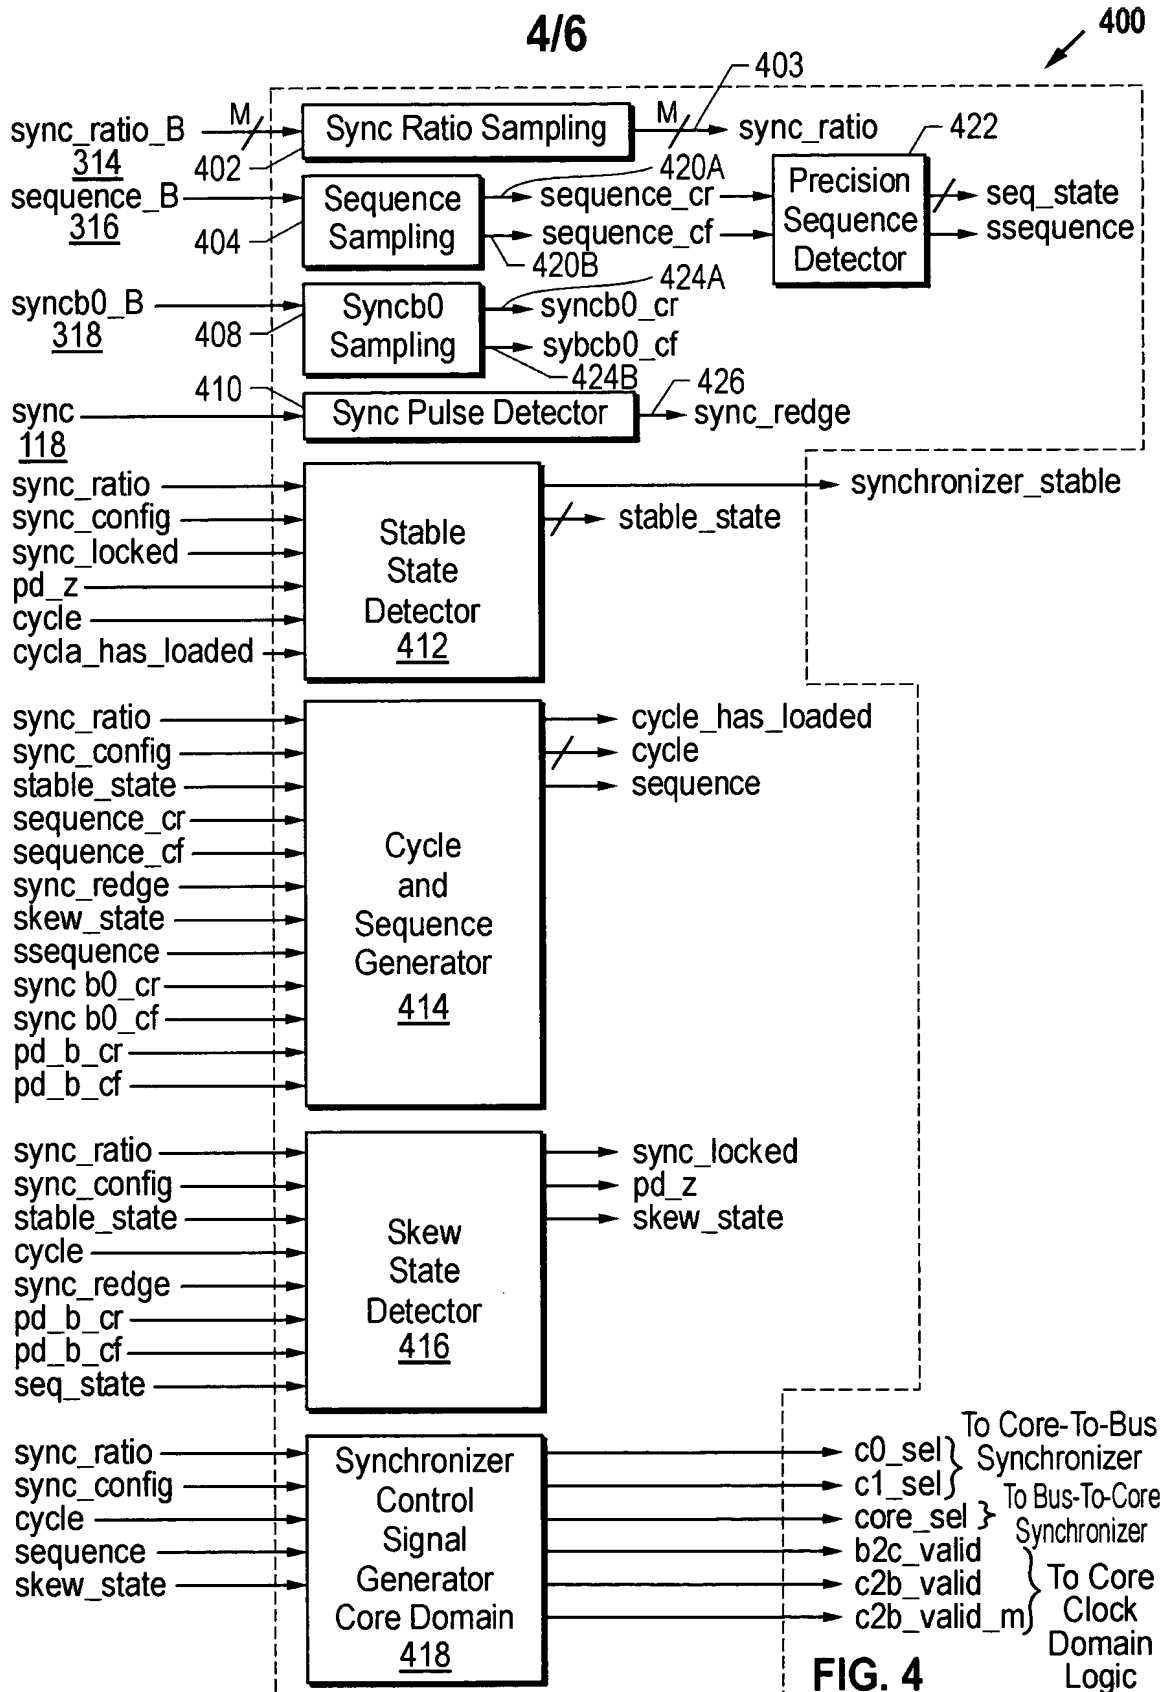 4/6
400
403
sync_ratio_B
314
M
402
Sync Ratio Sampling
M
sync_ratio
422
sequence_B
316
404
Sequence
Sampling
420A
sequence_cr
sequence_cf
420B
Precision
Sequence
Detector
seq_state
ssequence
syncb0_B
318
408
Syncb0
Sampling
424A
syncb0_cr
sybcb0_cf
424B
sync
118
410
Sync Pulse Detector
426
sync_redge
sync_ratio
sync_config
sync_locked
pd_z
cycle
cycla_has_loaded
Stable
State
Detector
412
synchronizer_stable
stable_state
sync_ratio
sync_config
stable_state
sequence_cr
sequence_cf
sync_redge
skew_state
ssequence
sync b0_cr
sync b0_cf
pd_b_cr
pd_b_cf
Cycle
and
Sequence
Generator
414
cycle_has_loaded
cycle
sequence
sync_ratio
sync_config
stable_state
cycle
sync_redge
pd_b_cr
pd_b_cf
seq_state
Skew
State
Detector
416
sync_locked
pd_z
skew_state
sync_ratio
sync_config
cycle
sequence
skew_state
Synchronizer
Control
Signal
Generator
Core Domain
418
c0_sel
c1_sel
To Core-To-Bus
Synchronizer
core_sel
To Bus-To-Core
Synchronizer
b2c_valid
c2b_valid
c2b_valid_m
To Core
Clock
Domain
Logic
FIG. 4